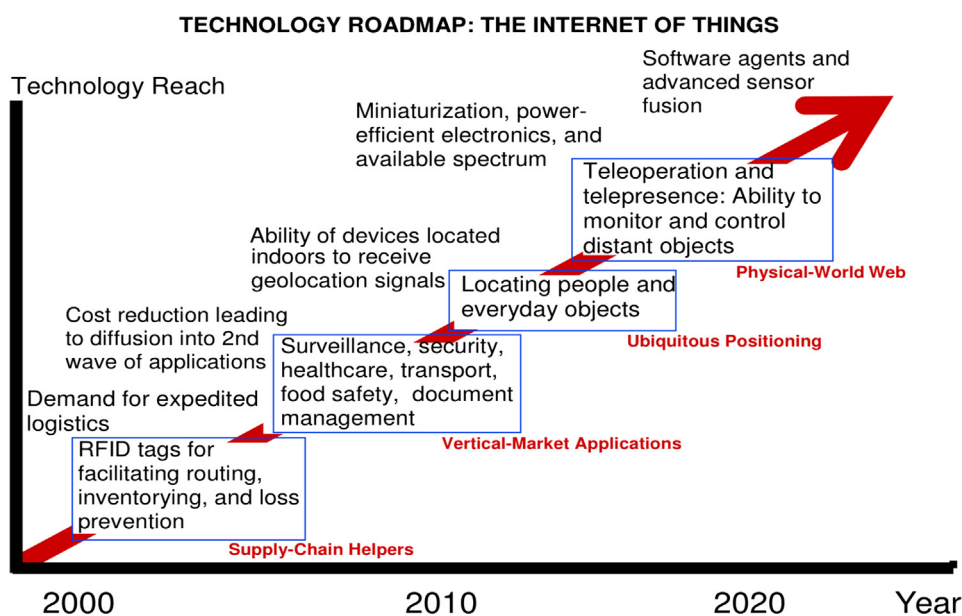 TECHNOLOGY ROADMAP: THE INTERNET OF THINGS
Technology Reach
Software agents and
advanced sensor
fusion
Miniaturization, power-
efficient electronics, and
available spectrum
Teleoperation and
telepresence: Ability to
monitor and control
distant objects
Physical-World Web
Ability of devices located
indoors to receive
geolocation signals
Locating people and
everyday objects
Ubiquitous Positioning
Cost reduction leading
to diffusion into 2nd
wave of applications
Surveillance, security,
healthcare, transport,
food safety, document
management
Vertical-Market Applications
Demand for expedited
logistics
RFID tags for
facilitating routing,
inventorying, and loss
prevention
Supply-Chain Helpers
2000 2010 2020 Year